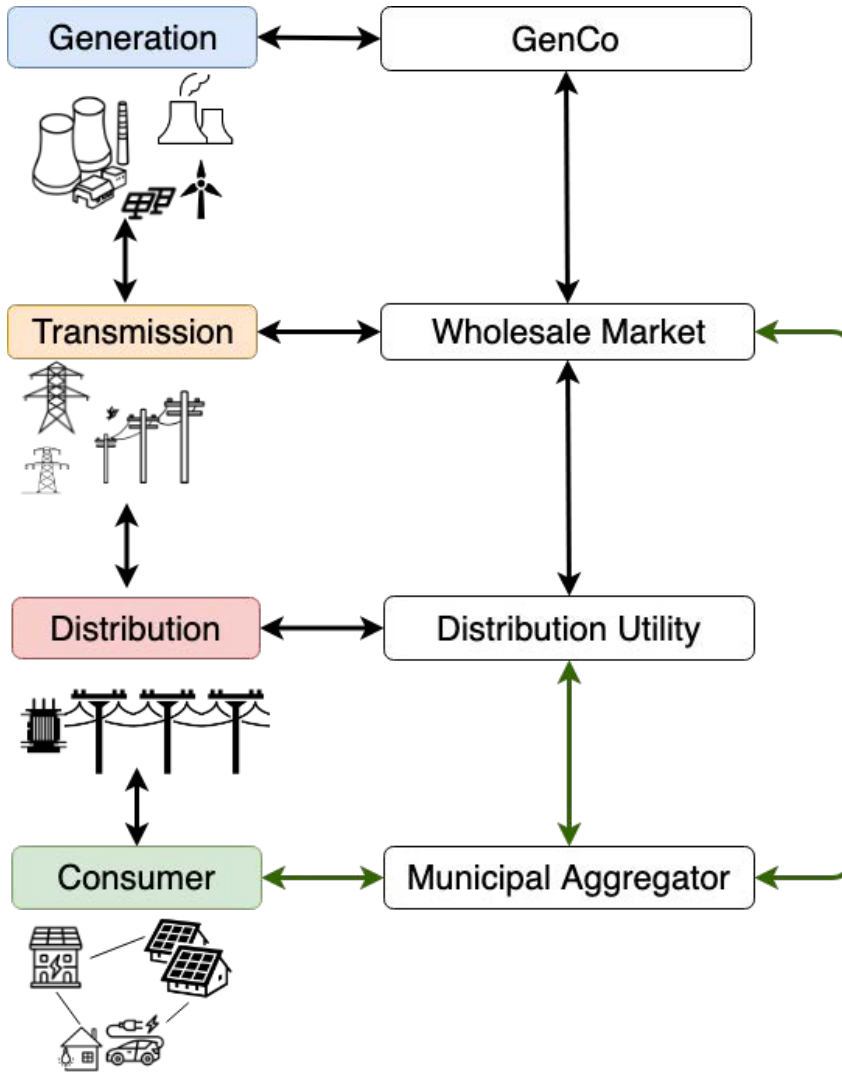 Generation
GenCo
Transmission
Wholesale Market
Distribution
Distribution Utility
Consumer
Municipal Aggregator